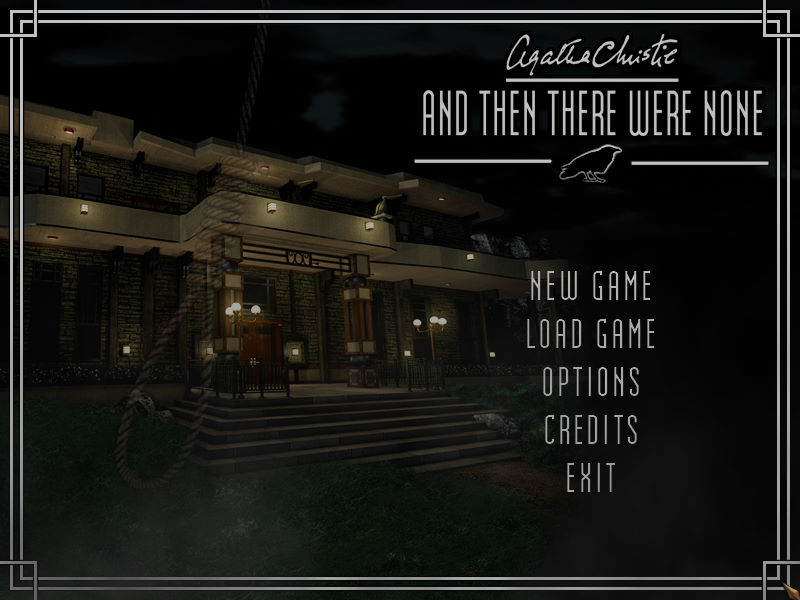 Agatha Christie
AND THEN THERE WERE NONE
NEW GAME
LOAD GAME
OPTIONS
CREDITS
EXIT